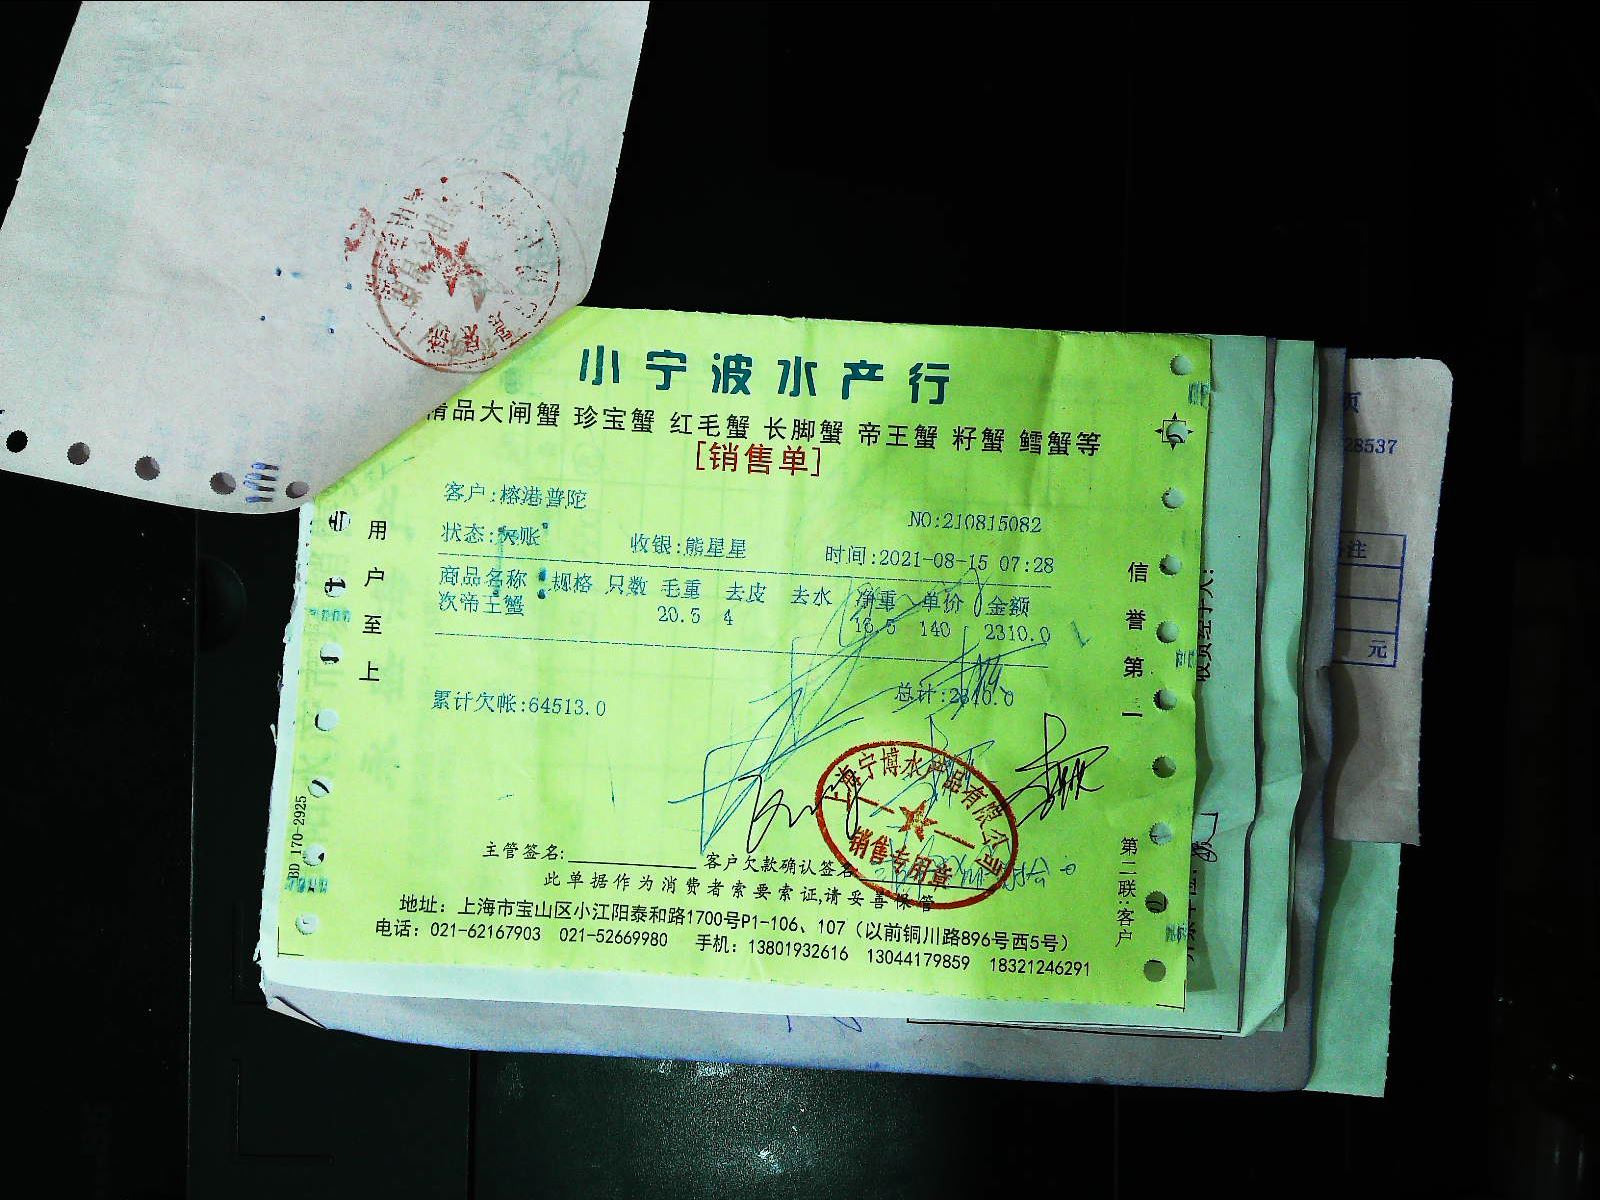 小宁波水产行
精品大闸蟹 珍宝蟹 红毛蟹 长脚蟹 帝王蟹 籽蟹 鳕蟹等
[销售单]
客户:榕港普陀
NO:210815082
状态:欠账 收银:熊星星 时间:2021-08-15 07:28
商品名称 规格 只数 毛重 去皮 去水 净重 单价 金额
次帝王蟹 20.5 4 16.5 140 2310.0
累计欠帐:64513.0 总计:2310.0
用户至上
信誉第一
上海宁博水产品有限公司
销售专用章
主管签名: 客户欠款确认签名
此单据作为消费者索要索证,请妥善保管
地址：上海市宝山区小江阳泰和路1700号P1-106、107（以前铜川路896号西5号）
电话：021-62167903 021-52669980 手机：13801932616 13044179859 18321246291
BD 170-2925
第二联:客户
页
28537
注
元